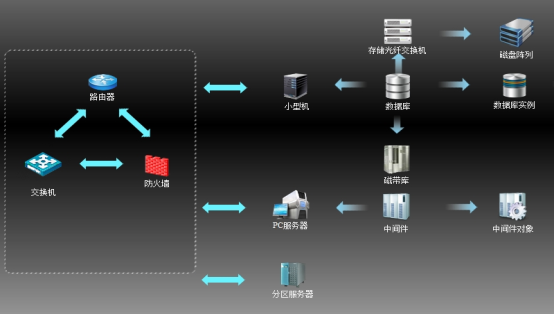 存储光纤交换机
磁盘阵列
路由器
小型机
数据库
数据库实例
防火墙
交换机
磁带库
PC服务器
中间件
中间件对象
分区服务器